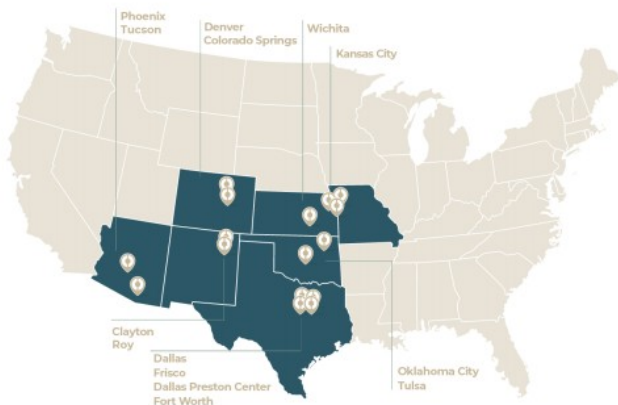 Phoenix
Tucson
Denver
Colorado Springs
Wichita
Kansas City
Clayton
Roy
Dallas
Frisco
Dallas Preston Center
Fort Worth
Oklahoma City
Tulsa